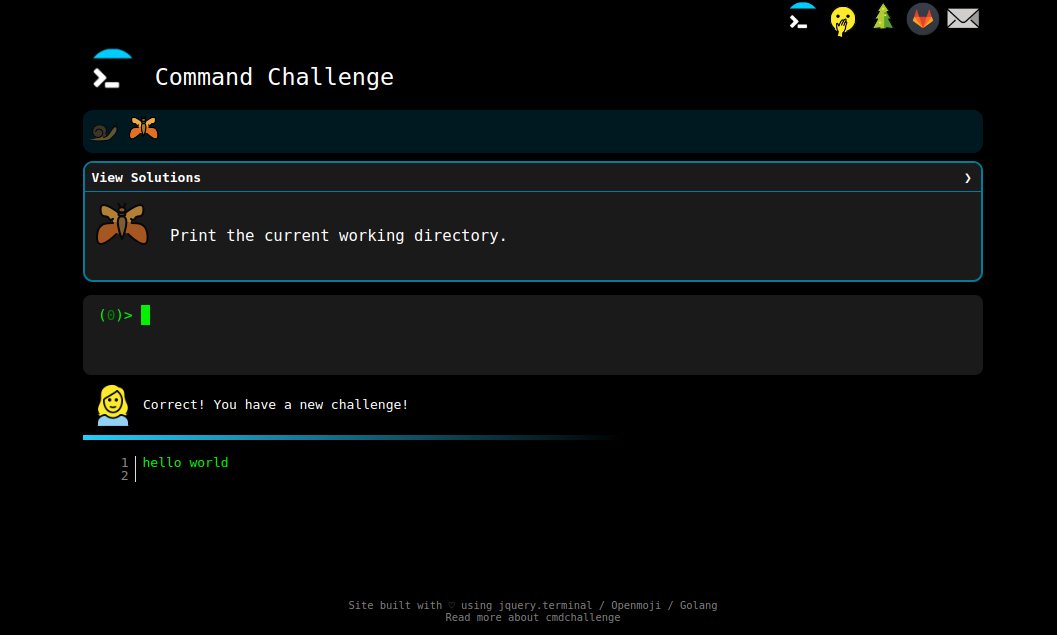 Command Challenge
View Solutions ❯
Print the current working directory.
(0)>
Correct! You have a new challenge!
1 hello world
2
Site built with ♡ using jquery.terminal / Openmoji / Golang
Read more about cmdchallenge